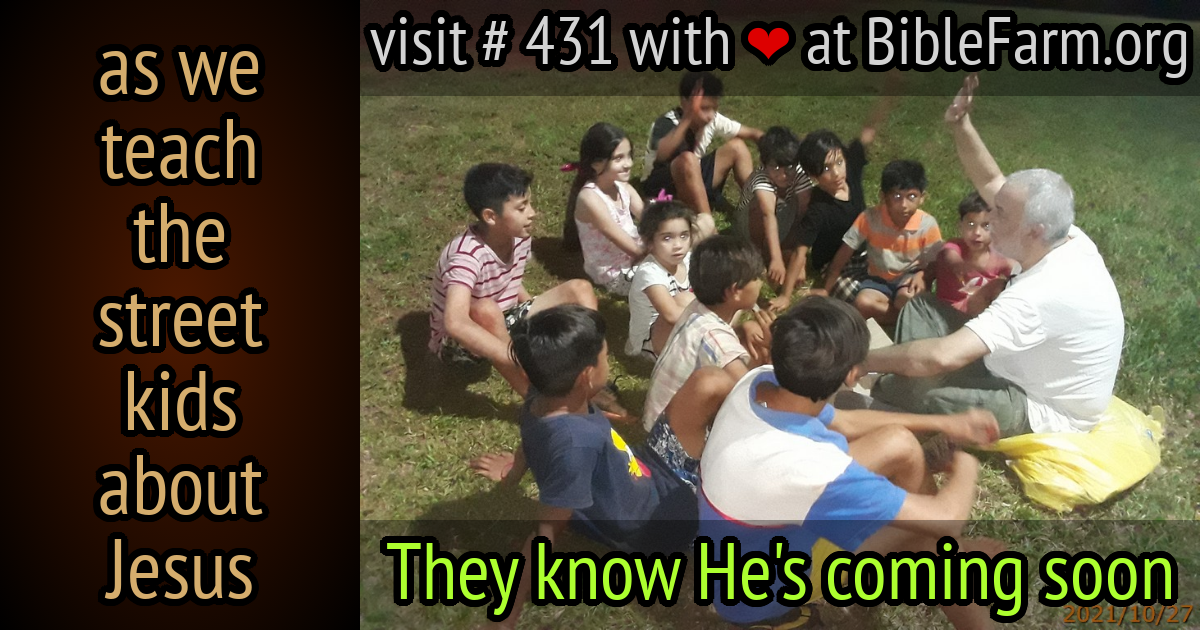 as we
teach
the
street
kids
about
Jesus
visit # 431 with ❤ at BibleFarm.org
They know He's coming soon
2021/10/27